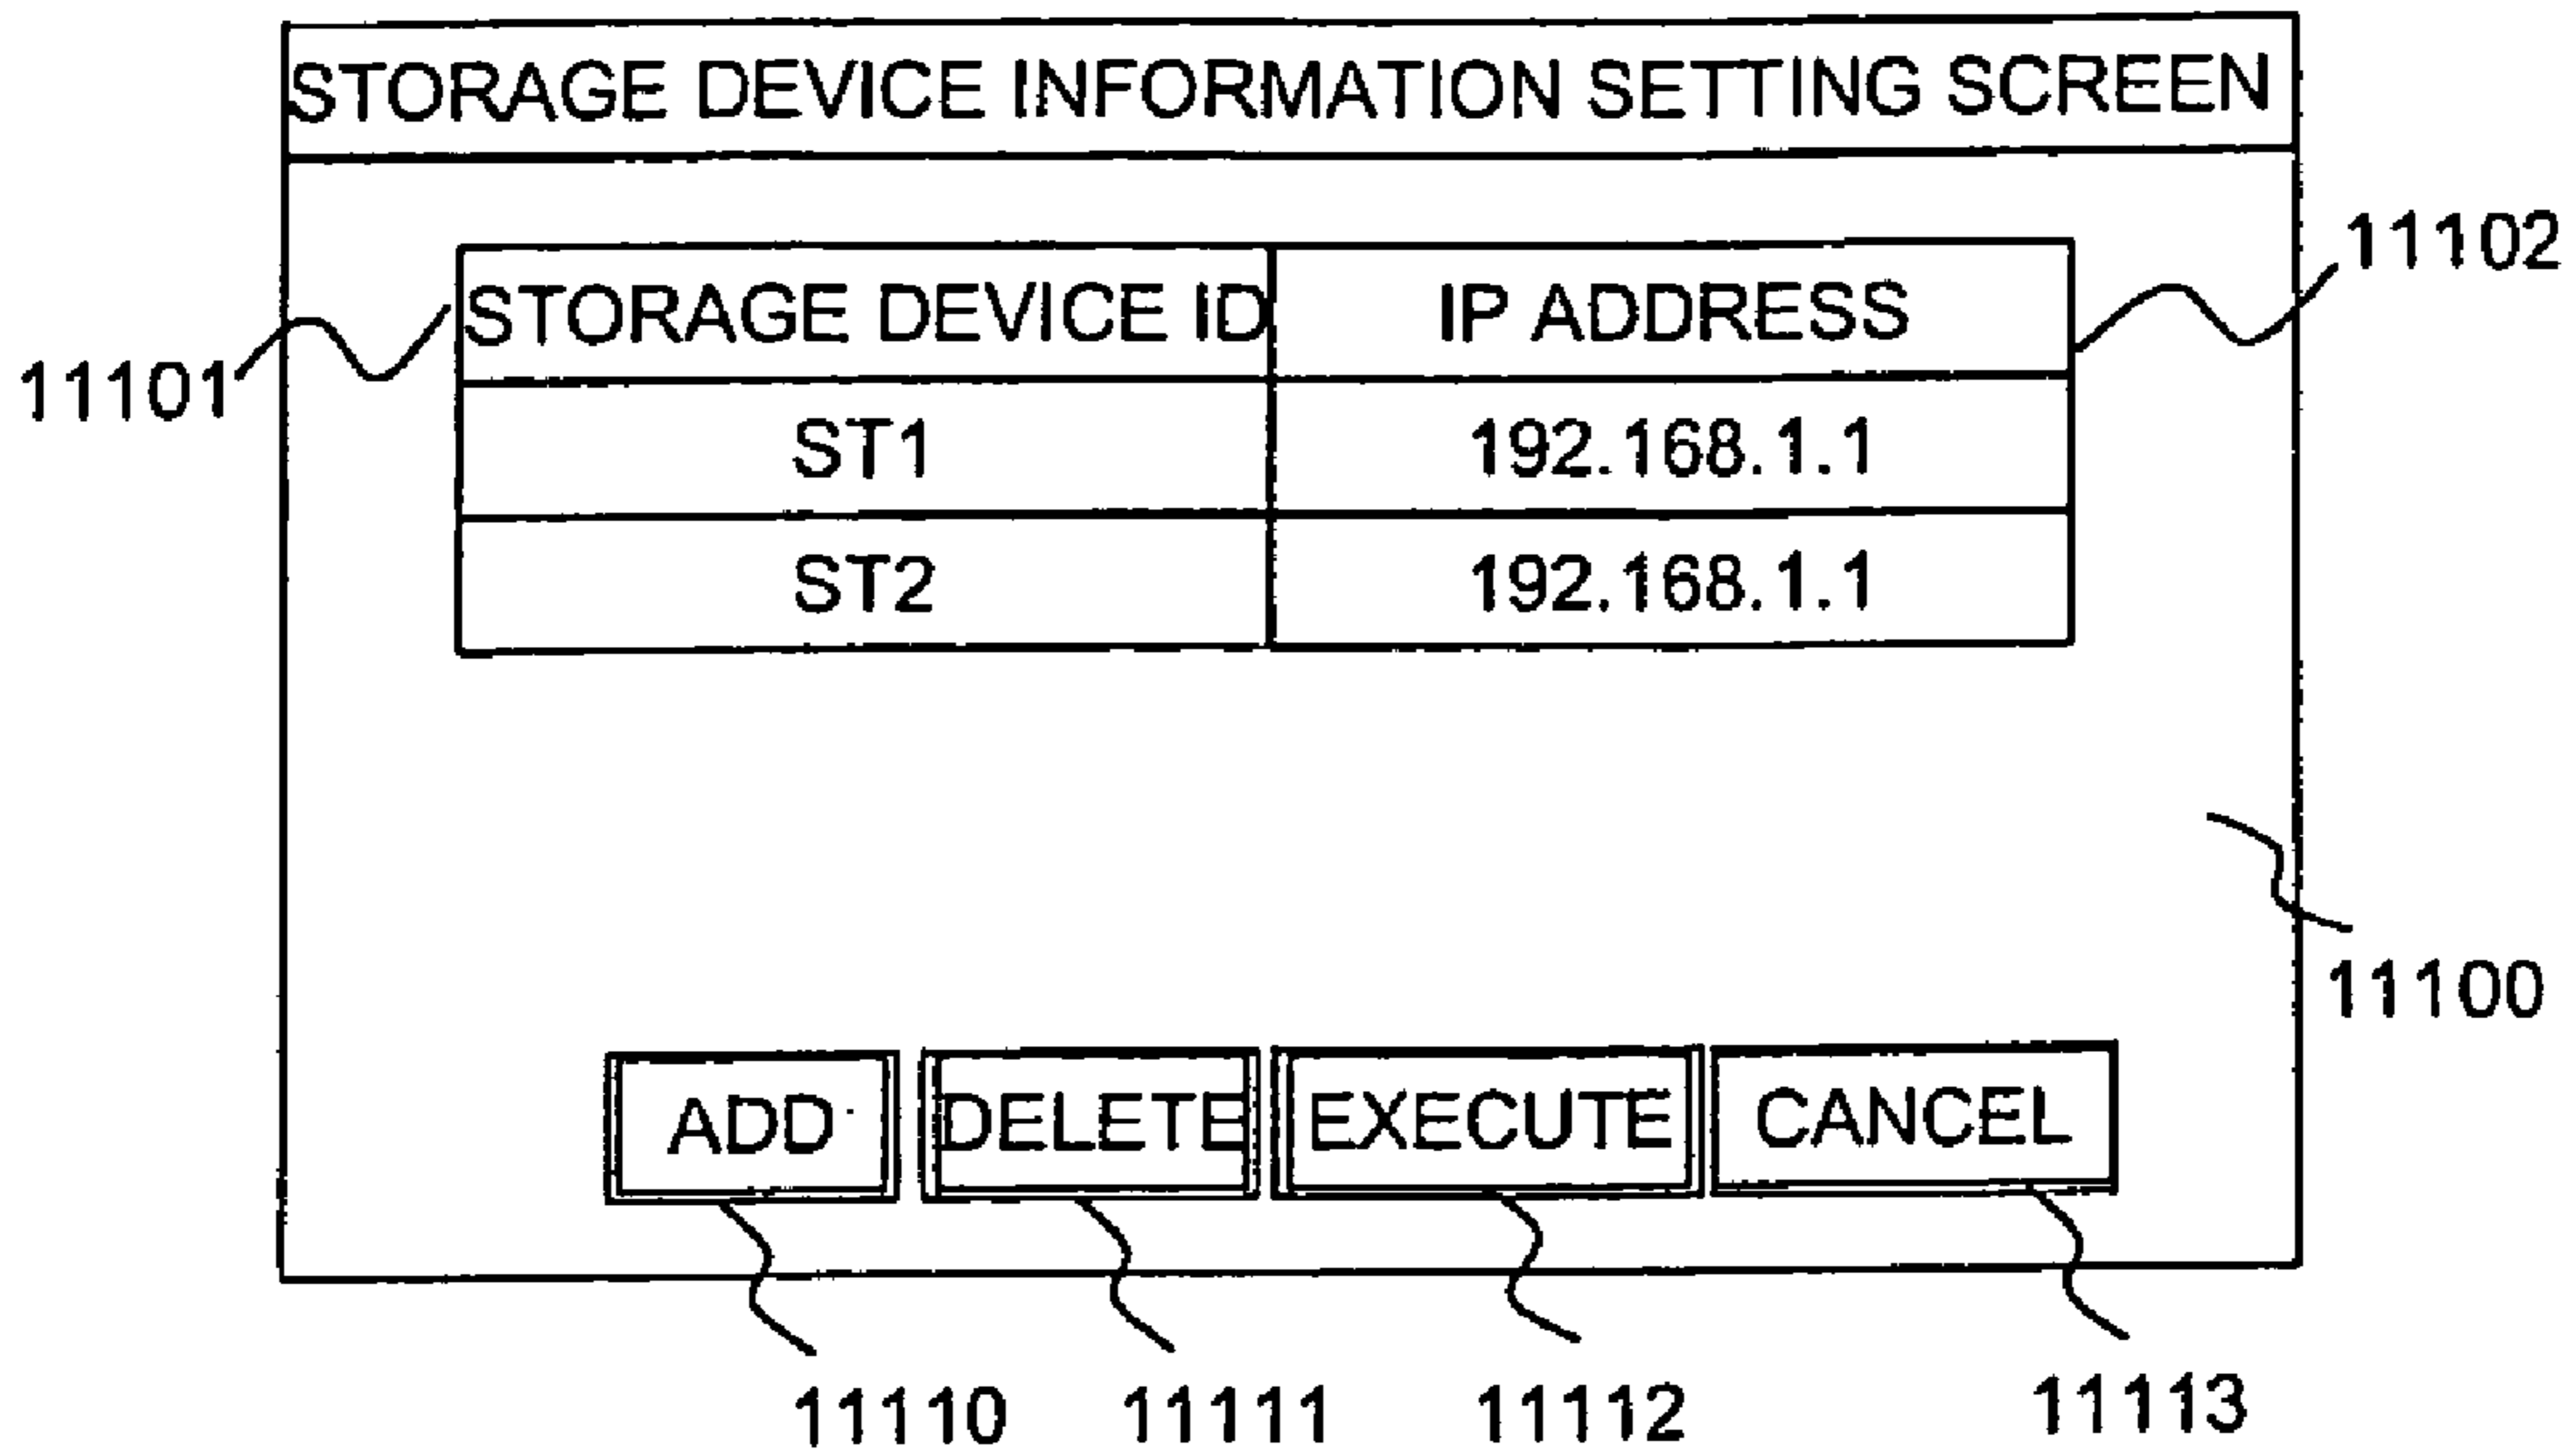 STORAGE DEVICE INFORMATION SETTING SCREEN
11102
STORAGE DEVICE ID IP ADDRESS
11101
ST1 192.168.1.1
ST2 192.168.1.1
11100
ADD DELETE EXECUTE CANCEL
11110 11111 11112 11113